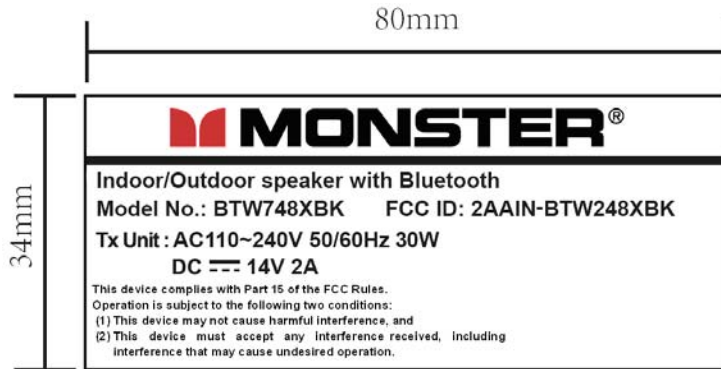 80mm
34mm
MONSTER®
Indoor/Outdoor speaker with Bluetooth
Model No.: BTW748XBK FCC ID: 2AAIN-BTW248XBK
Tx Unit : AC110~240V 50/60Hz 30W
DC ⎓ 14V 2A
This device complies with Part 15 of the FCC Rules.
Operation is subject to the following two conditions:
(1) This device may not cause harmful interference, and
(2) This device must accept any interference received, including
interference that may cause undesired operation.